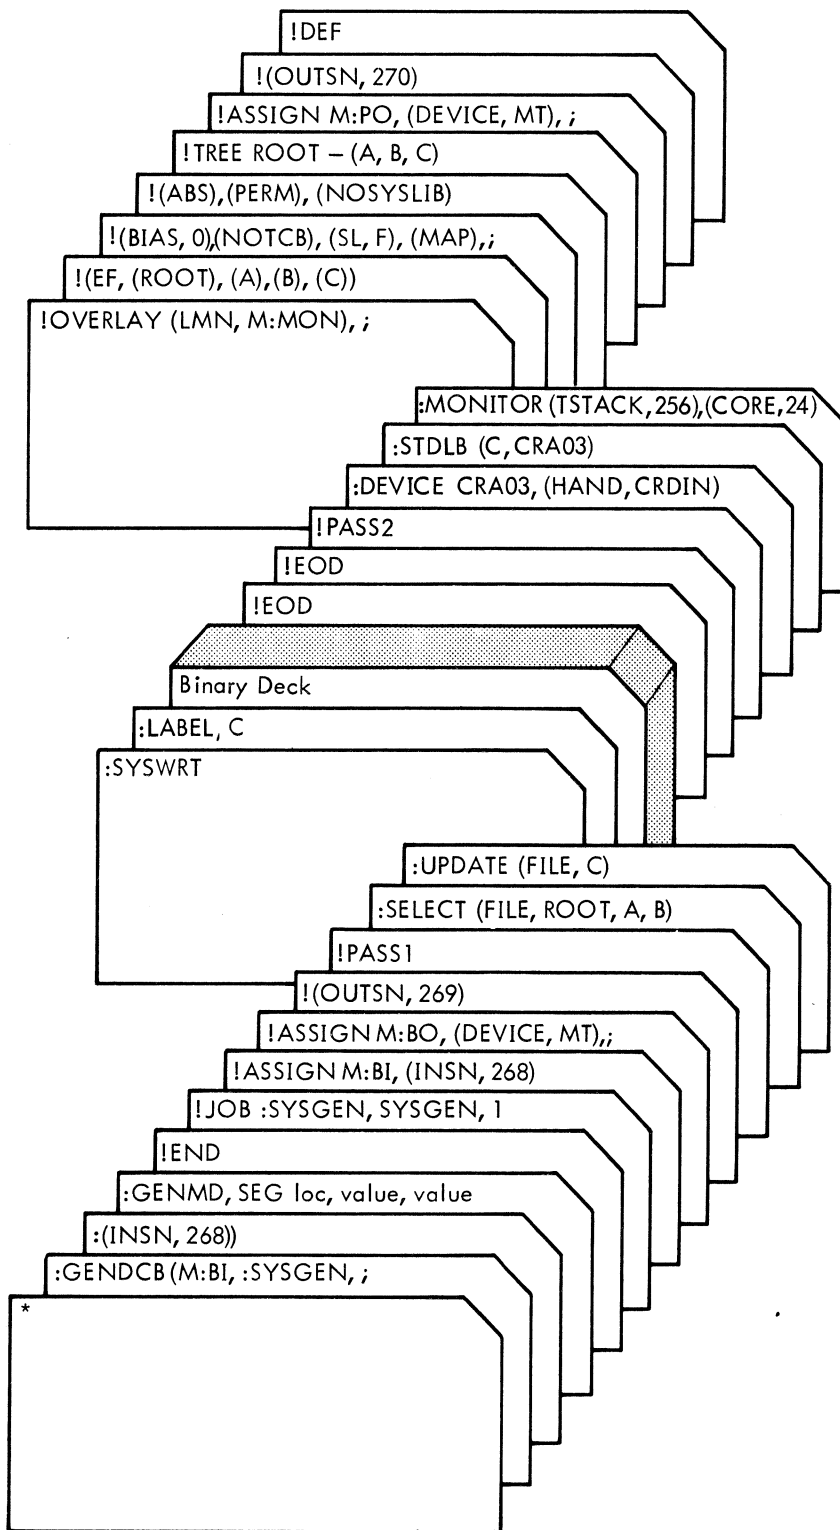 !DEF
!(OUTSN, 270)
!ASSIGN M:PO, (DEVICE, MT), ;
!TREE ROOT – (A, B, C)
!(ABS),(PERM), (NOSYSLIB)
!(BIAS, 0),(NOTCB), (SL, F), (MAP),;
!(EF, (ROOT), (A),(B), (C))
!OVERLAY (LMN, M:MON), ;
:MONITOR (TSTACK,256),(CORE,24)
:STDLB (C,CRA03)
:DEVICE CRA03, (HAND,CRDIN)
!PASS2
!EOD
!EOD
Binary Deck
:LABEL, C
:SYSWRT
:UPDATE (FILE, C)
:SELECT (FILE, ROOT, A, B)
!PASS1
!(OUTSN, 269)
!ASSIGN M:BO, (DEVICE, MT),;
!ASSIGN M:BI, (INSN, 268)
!JOB :SYSGEN, SYSGEN, 1
!END
:GENMD, SEG loc, value, value
:(INSN, 268))
:GENDCB (M:BI, :SYSGEN, ;
*